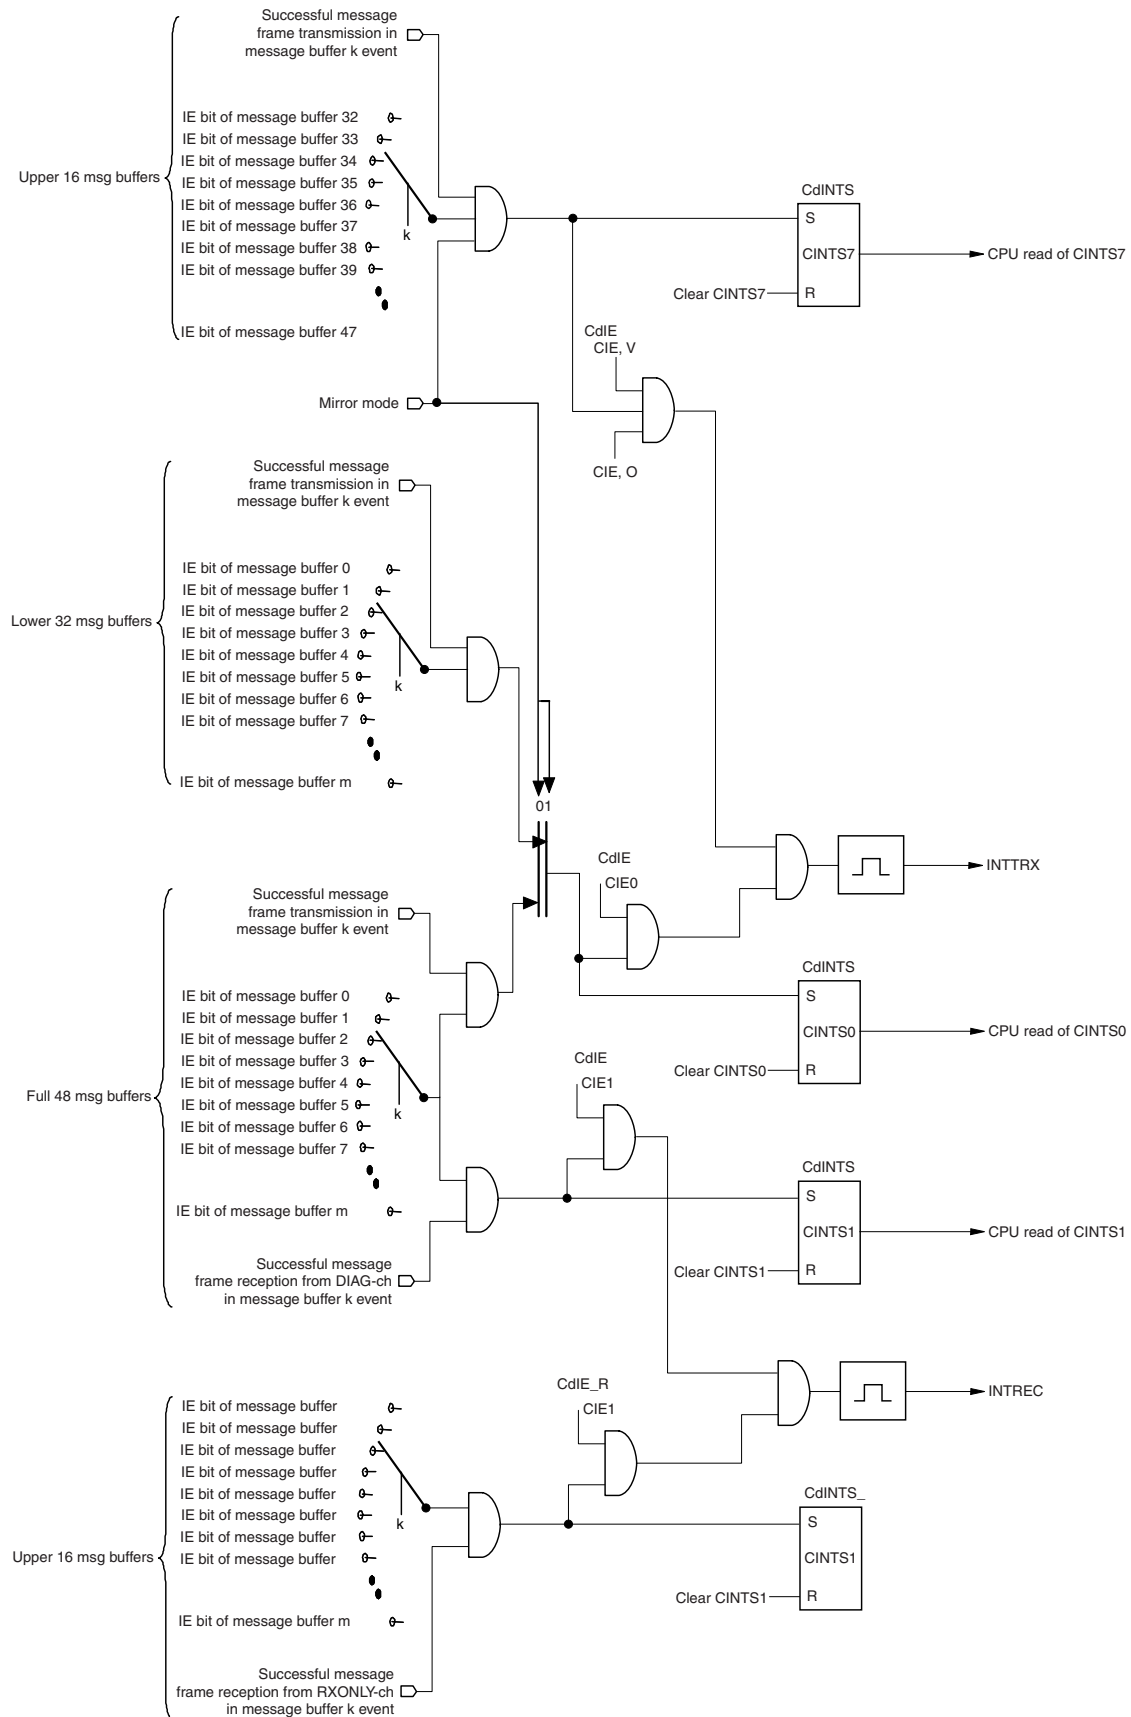 Successful message
frame transmission in
message buffer k event
IE bit of message buffer 32
IE bit of message buffer 33
IE bit of message buffer 34
Upper 16 msg buffers
IE bit of message buffer 35
IE bit of message buffer 36
IE bit of message buffer 37
IE bit of message buffer 38
IE bit of message buffer 39
IE bit of message buffer 47
k
CdINTS
S
CINTS7
R
Clear CINTS7
CPU read of CINTS7
CdIE
CIE, V
CIE, O
Mirror mode
Successful message
frame transmission in
message buffer k event
IE bit of message buffer 0
IE bit of message buffer 1
IE bit of message buffer 2
Lower 32 msg buffers
IE bit of message buffer 3
IE bit of message buffer 4
IE bit of message buffer 5
IE bit of message buffer 6
IE bit of message buffer 7
IE bit of message buffer m
k
01
CdIE
CIE0
INTTRX
Successful message
frame transmission in
message buffer k event
IE bit of message buffer 0
IE bit of message buffer 1
IE bit of message buffer 2
IE bit of message buffer 3
IE bit of message buffer 4
Full 48 msg buffers
IE bit of message buffer 5
IE bit of message buffer 6
IE bit of message buffer 7
IE bit of message buffer m
k
CdINTS
S
CINTS0
R
Clear CINTS0
CPU read of CINTS0
CdIE
CIE1
CdINTS
S
CINTS1
R
Clear CINTS1
CPU read of CINTS1
Successful message
frame reception from DIAG-ch
in message buffer k event
INTREC
CdIE_R
CIE1
IE bit of message buffer
IE bit of message buffer
IE bit of message buffer
IE bit of message buffer
IE bit of message buffer
IE bit of message buffer
IE bit of message buffer
Upper 16 msg buffers
IE bit of message buffer
IE bit of message buffer m
k
CdINTS_
S
CINTS1
R
Clear CINTS1
Successful message
frame reception from RXONLY-ch
in message buffer k event